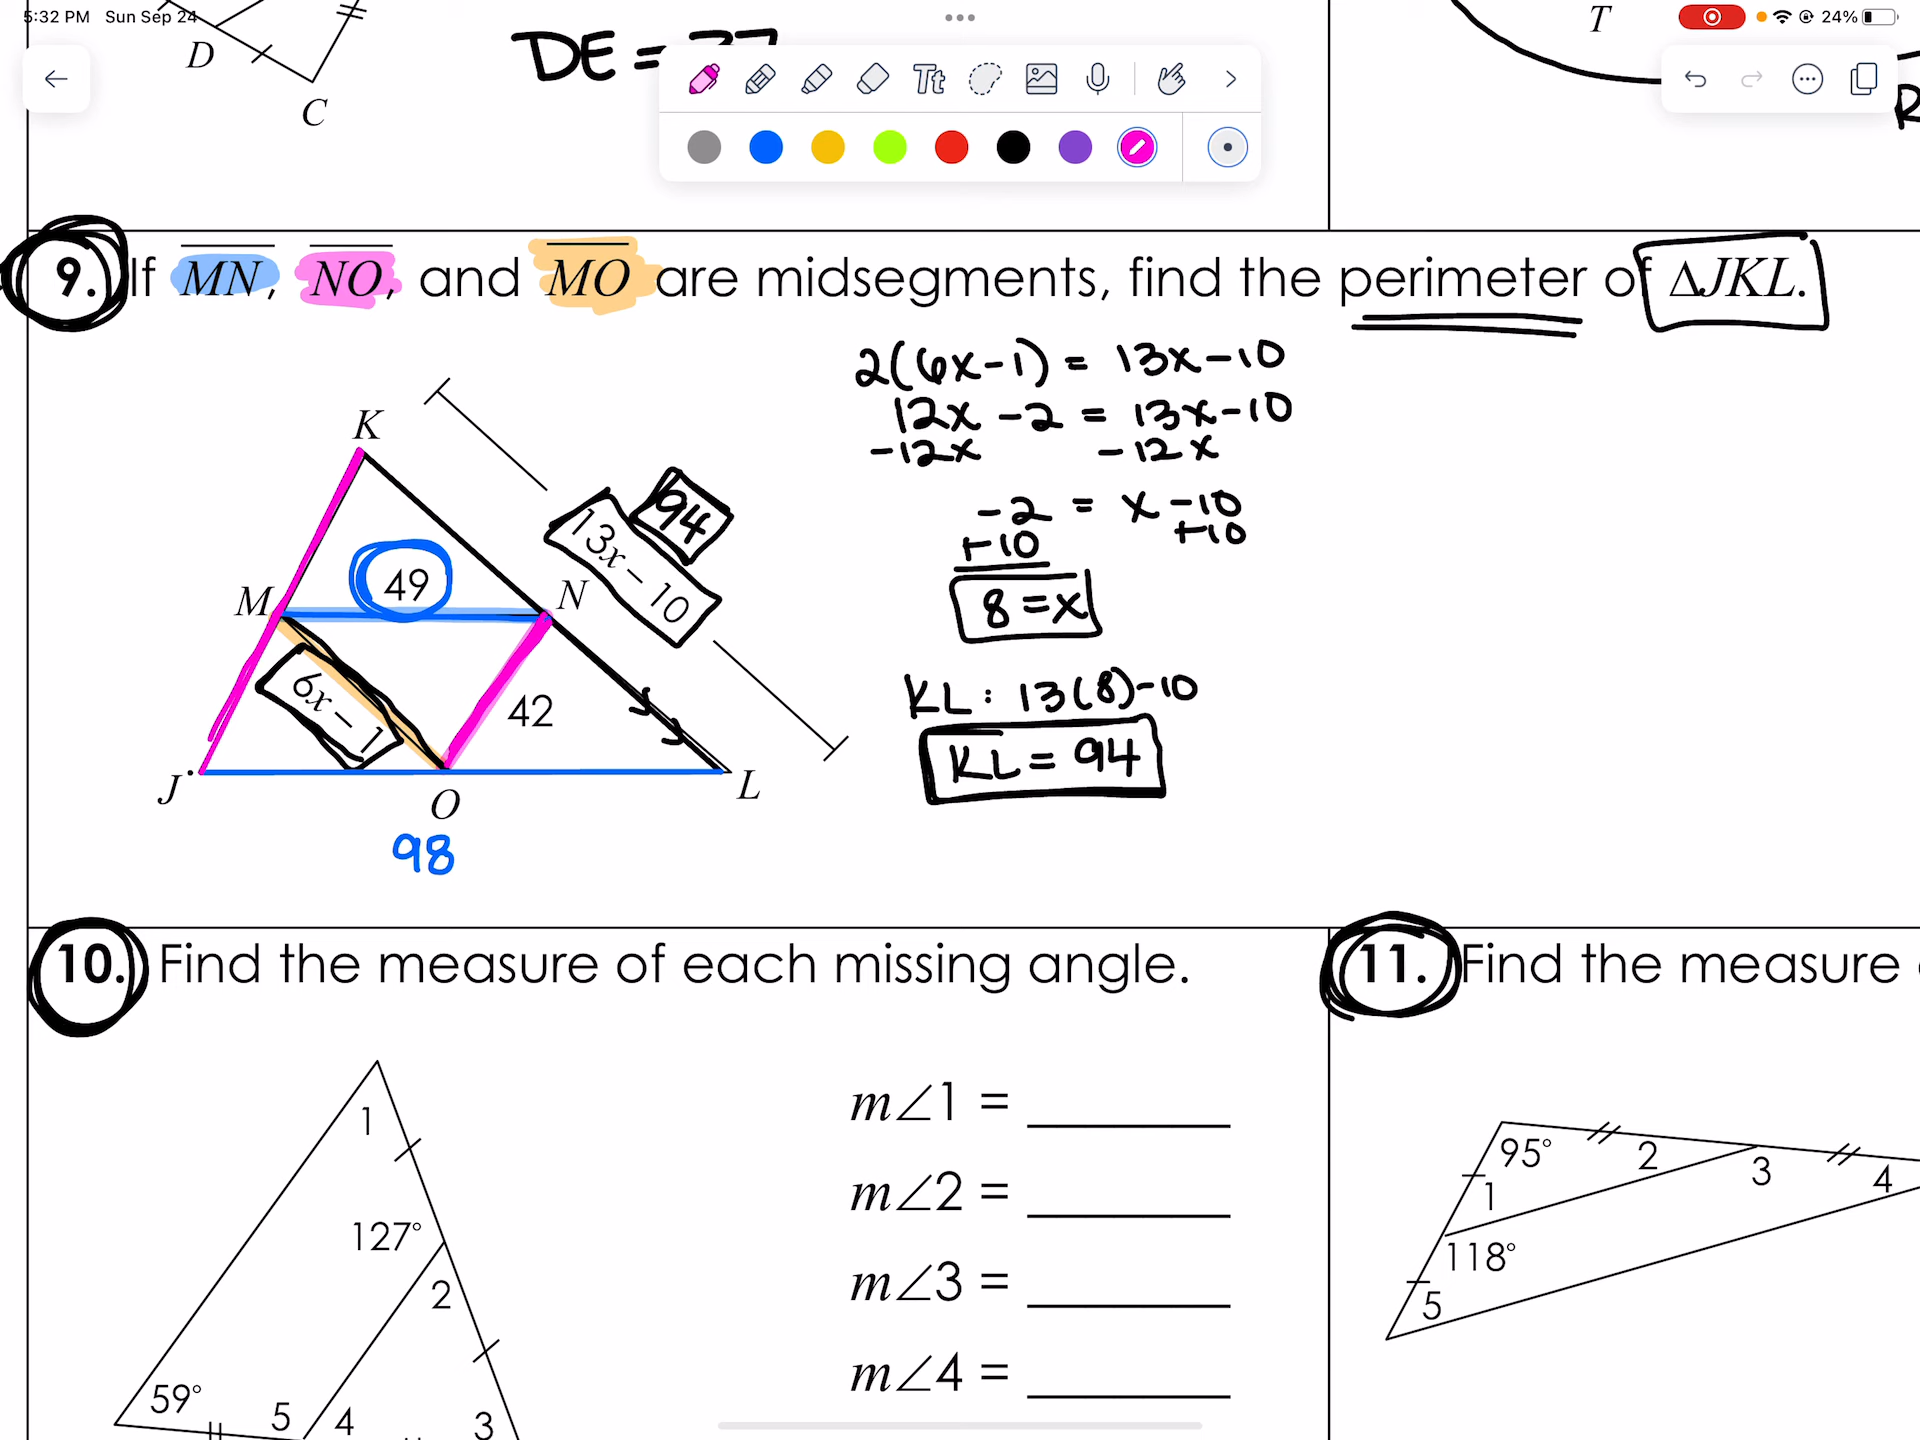 5:32 PM Sun Sep 24
24%
D
C
DE =
Tt
T
R
9. If MN, NO, and MO are midsegments, find the perimeter of ΔJKL.
2(6x-1) = 13x-10
12x -2 = 13x-10
-12x -12x
-2 = x -10
+10 +10
8=x
KL: 13(8)-10
KL = 94
K
94
13x – 10
49
M
N
6x – 1
42
J
O
L
98
10. Find the measure of each missing angle.
1
127°
2
59°
5
4
3
m∠1 =
m∠2 =
m∠3 =
m∠4 =
11. Find the measure
95°
2
3
4
1
118°
5